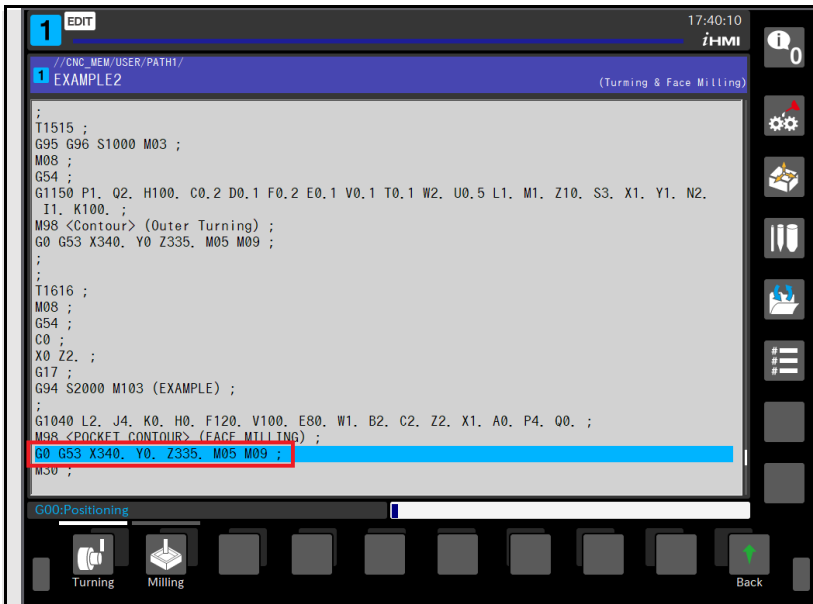 1
EDIT
17:40:10
iHMI
0
//CNC_MEM/USER/PATH1/
1 EXAMPLE2
(Turming & Face Milling)
;
T1515 ;
G95 G96 S1000 M03 ;
M08 ;
G54 ;
G1150 P1. Q2. H100. C0.2 D0.1 F0.2 E0.1 V0.1 T0.1 W2. U0.5 L1. M1. Z10. S3. X1. Y1. N2.
I1. K100. ;
M98 <Contour> (Outer Turning) ;
G0 G53 X340. Y0 Z335. M05 M09 ;
;
;
T1616 ;
M08 ;
G54 ;
C0 ;
X0 Z2. ;
G17 ;
G94 S2000 M103 (EXAMPLE) ;
;
G1040 L2. J4. K0. H0. F120. V100. E80. W1. B2. C2. Z2. X1. A0. P4. Q0. ;
M98 <POCKET CONTOUR> (FACE MILLING) ;
G0 G53 X340. Y0. Z335. M05 M09 ;
M30 ;
G00:Positioning
#
#
#
Turning
Milling
Back